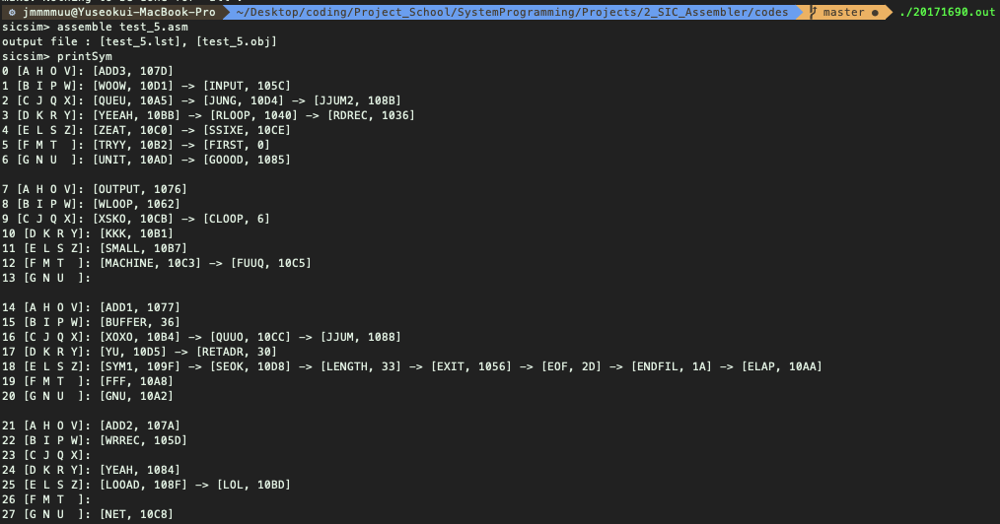 jmmmmuu@Yuseokui-MacBook-Pro ~/Desktop/coding/Project_School/SystemProgramming/Projects/2_SIC_Assembler/codes master ● ./20171690.out
sicsim> assemble test_5.asm
output file : [test_5.lst], [test_5.obj]
sicsim> printSym
0 [A H O V]: [ADD3, 107D]
1 [B I P W]: [WOOW, 10D1] -> [INPUT, 105C]
2 [C J Q X]: [QUEU, 10A5] -> [JUNG, 10D4] -> [JJUM2, 108B]
3 [D K R Y]: [YEEAH, 10BB] -> [RLOOP, 1040] -> [RDREC, 1036]
4 [E L S Z]: [ZEAT, 10C0] -> [SSIXE, 10CE]
5 [F M T  ]: [TRYY, 10B2] -> [FIRST, 0]
6 [G N U  ]: [UNIT, 10AD] -> [GOOOD, 1085]
7 [A H O V]: [OUTPUT, 1076]
8 [B I P W]: [WLOOP, 1062]
9 [C J Q X]: [XSKO, 10CB] -> [CLOOP, 6]
10 [D K R Y]: [KKK, 10B1]
11 [E L S Z]: [SMALL, 10B7]
12 [F M T  ]: [MACHINE, 10C3] -> [FUUQ, 10C5]
13 [G N U  ]:
14 [A H O V]: [ADD1, 1077]
15 [B I P W]: [BUFFER, 36]
16 [C J Q X]: [XOXO, 10B4] -> [QUUO, 10CC] -> [JJUM, 1088]
17 [D K R Y]: [YU, 10D5] -> [RETADR, 30]
18 [E L S Z]: [SYM1, 109F] -> [SEOK, 10D8] -> [LENGTH, 33] -> [EXIT, 1056] -> [EOF, 2D] -> [ENDFIL, 1A] -> [ELAP, 10AA]
19 [F M T  ]: [FFF, 10A8]
20 [G N U  ]: [GNU, 10A2]
21 [A H O V]: [ADD2, 107A]
22 [B I P W]: [WRREC, 105D]
23 [C J Q X]:
24 [D K R Y]: [YEAH, 1084]
25 [E L S Z]: [LOOAD, 108F] -> [LOL, 10BD]
26 [F M T  ]:
27 [G N U  ]: [NET, 10C8]